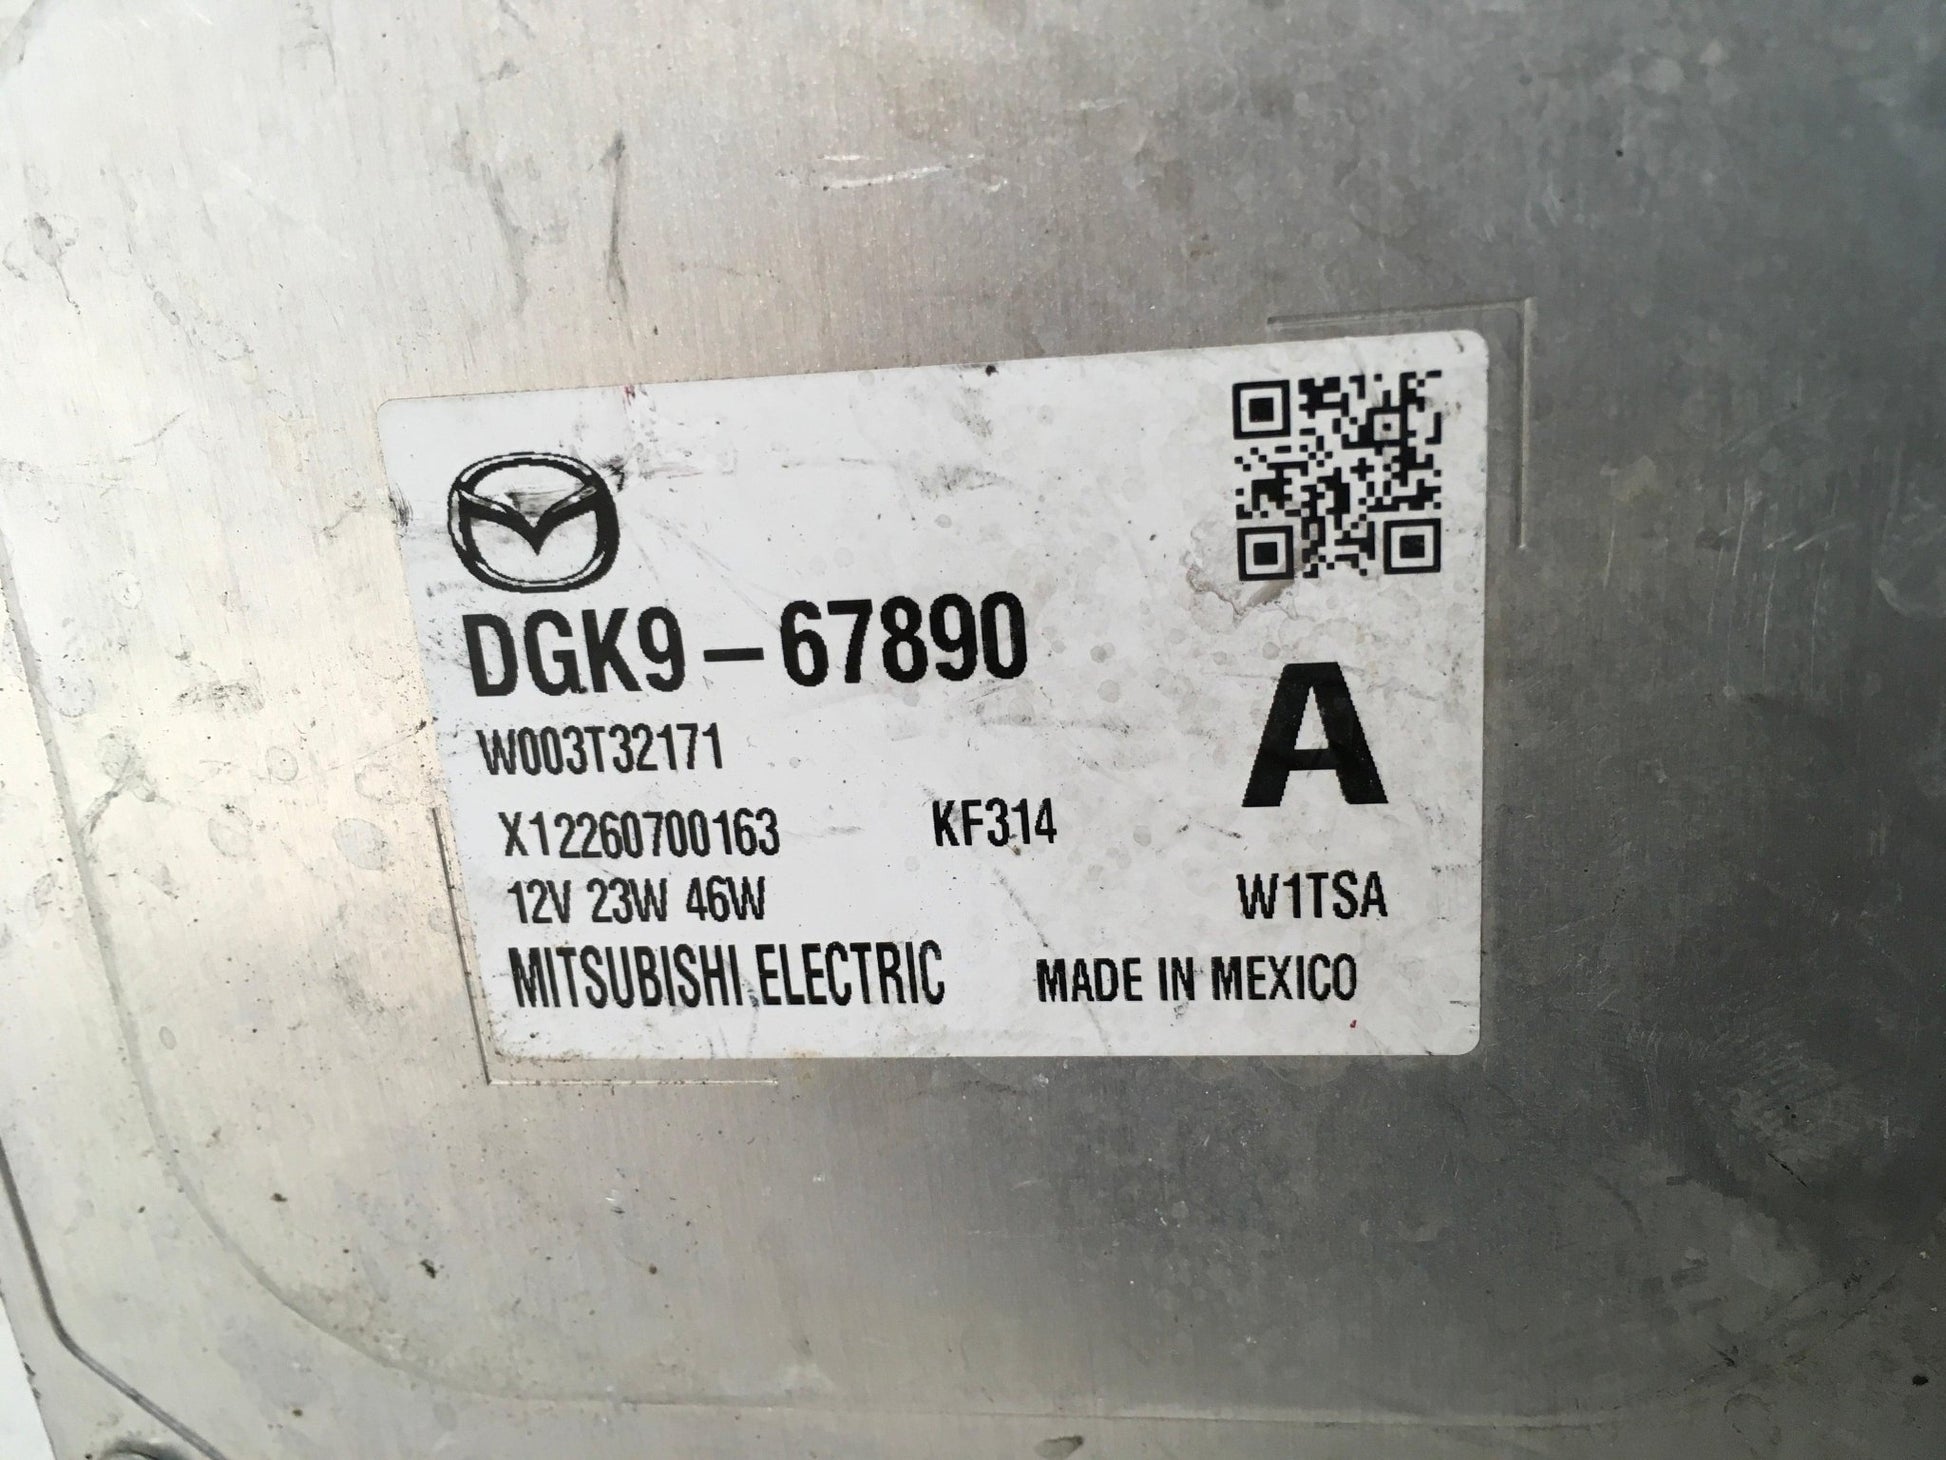 DGK9-67890
A
W003T32171
X12260700163 KF314
12V 23W 46W W1TSA
MITSUBISHI ELECTRIC MADE IN MEXICO